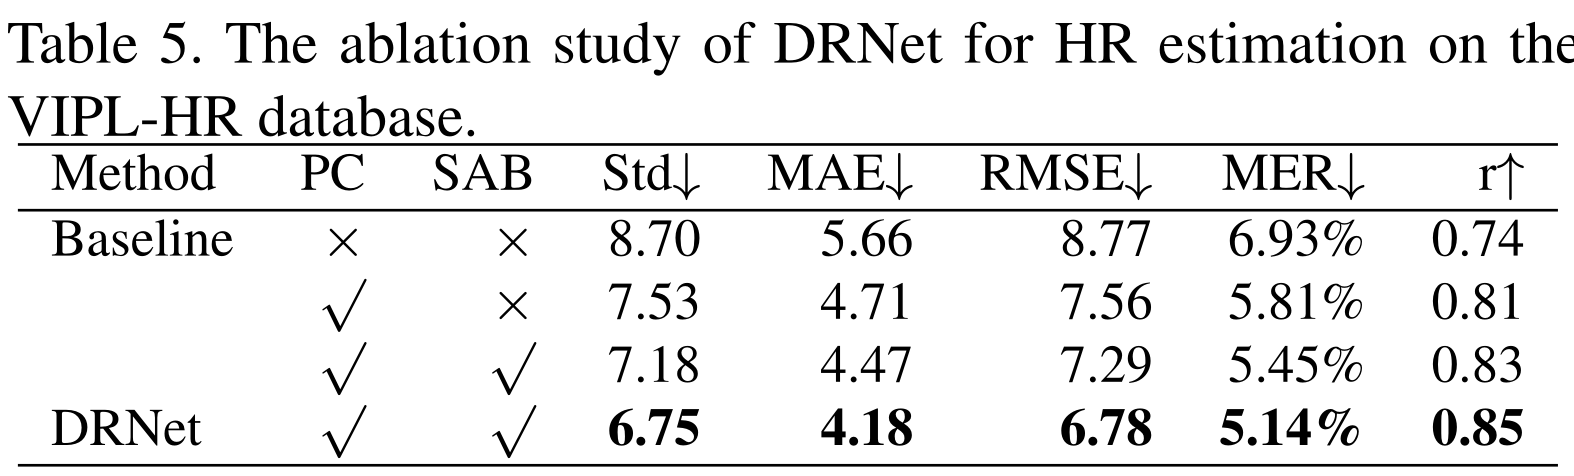 Table 5. The ablation study of DRNet for HR estimation on the
VIPL-HR database.
Method PC SAB Std↓ MAE↓ RMSE↓ MER↓ r↑
Baseline × × 8.70 5.66 8.77 6.93% 0.74
√ × 7.53 4.71 7.56 5.81% 0.81
√ √ 7.18 4.47 7.29 5.45% 0.83
DRNet √ √ 6.75 4.18 6.78 5.14% 0.85